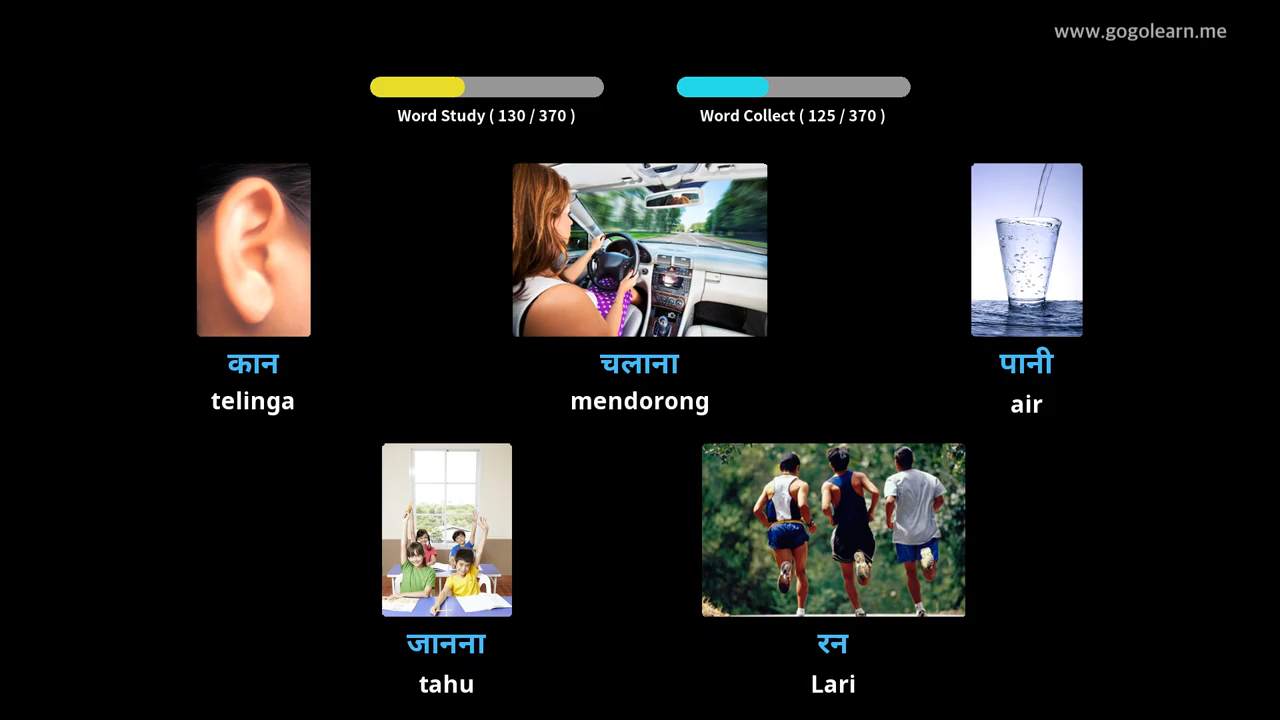 www.gogolearn.me
Word Study ( 130 / 370 )
Word Collect ( 125 / 370 )
कान
telinga
चलाना
mendorong
पानी
air
जानना
tahu
रन
Lari